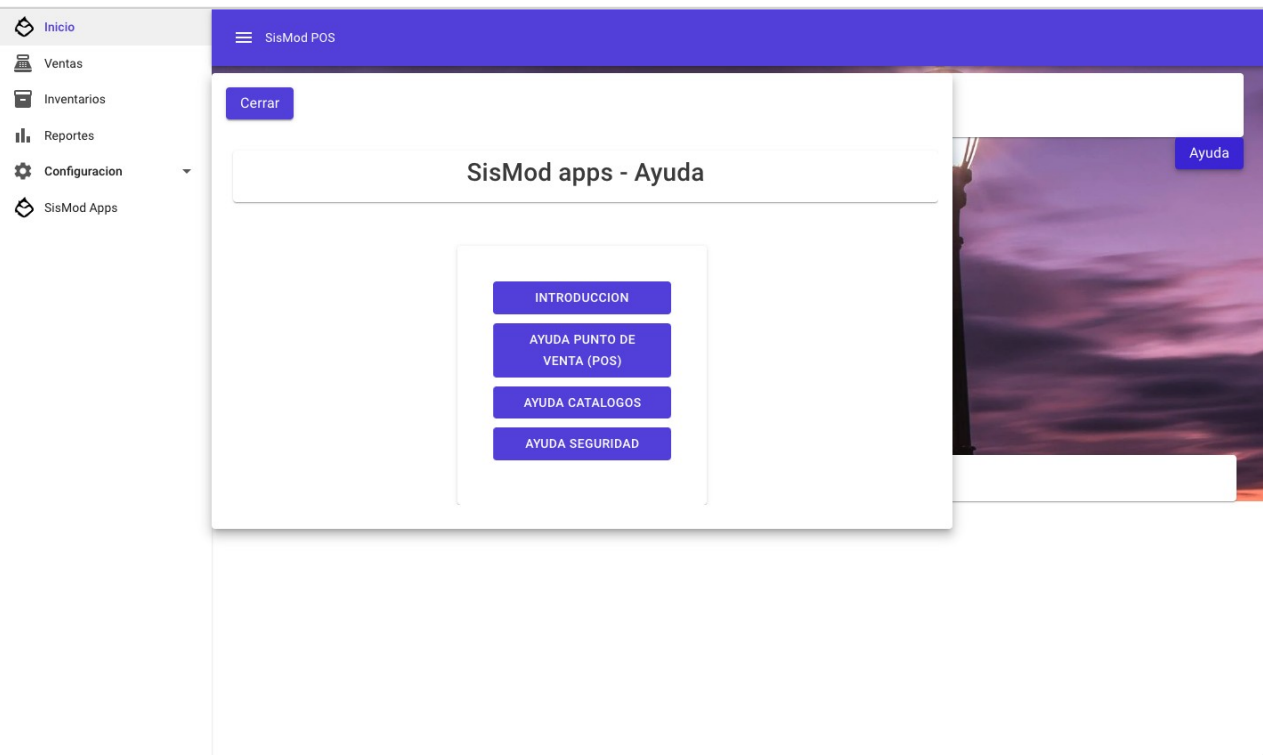 Inicio
Ventas
Inventarios
Reportes
Configuracion
SisMod Apps
SisMod POS
Cerrar
Ayuda
SisMod apps - Ayuda
INTRODUCCION
AYUDA PUNTO DE
VENTA (POS)
AYUDA CATALOGOS
AYUDA SEGURIDAD